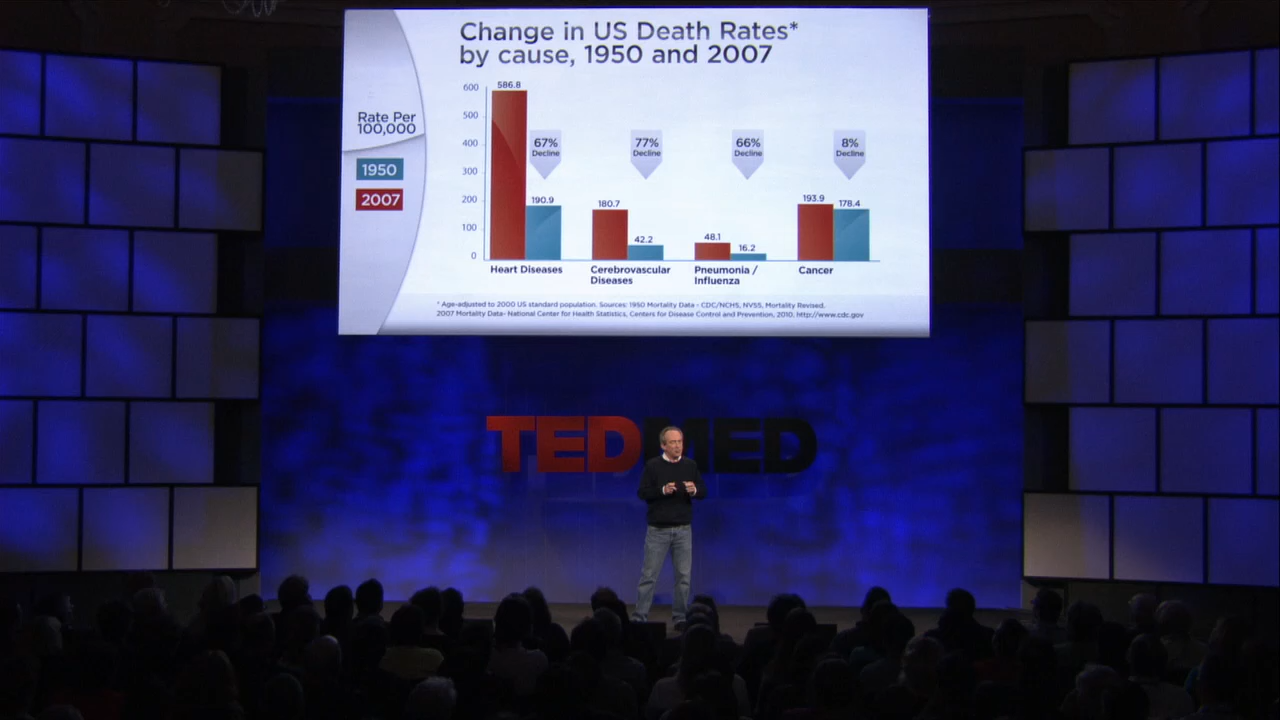 Change in US Death Rates*
by cause, 1950 and 2007
Rate Per
100,000
1950
2007
600
500
400
300
200
100
0
586.8
67%
Decline
190.9
180.7
77%
Decline
42.2
48.1
66%
Decline
16.2
193.9
8%
Decline
178.4
Heart Diseases
Cerebrovascular
Diseases
Pneumonia /
Influenza
Cancer
* Age-adjusted to 2000 US standard population. Sources: 1950 Mortality Data - CDC/NCHS, NVSS, Mortality Revised.
2007 Mortality Data- National Center for Health Statistics, Centers for Disease Control and Prevention, 2010. http://www.cdc.gov
TEDMED